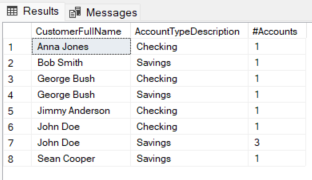 Results Messages
CustomerFullName AccountTypeDescription #Accounts
1 Anna Jones Checking 1
2 Bob Smith Savings 1
3 George Bush Checking 1
4 George Bush Savings 1
5 Jimmy Anderson Checking 1
6 John Doe Checking 1
7 John Doe Savings 3
8 Sean Cooper Savings 1